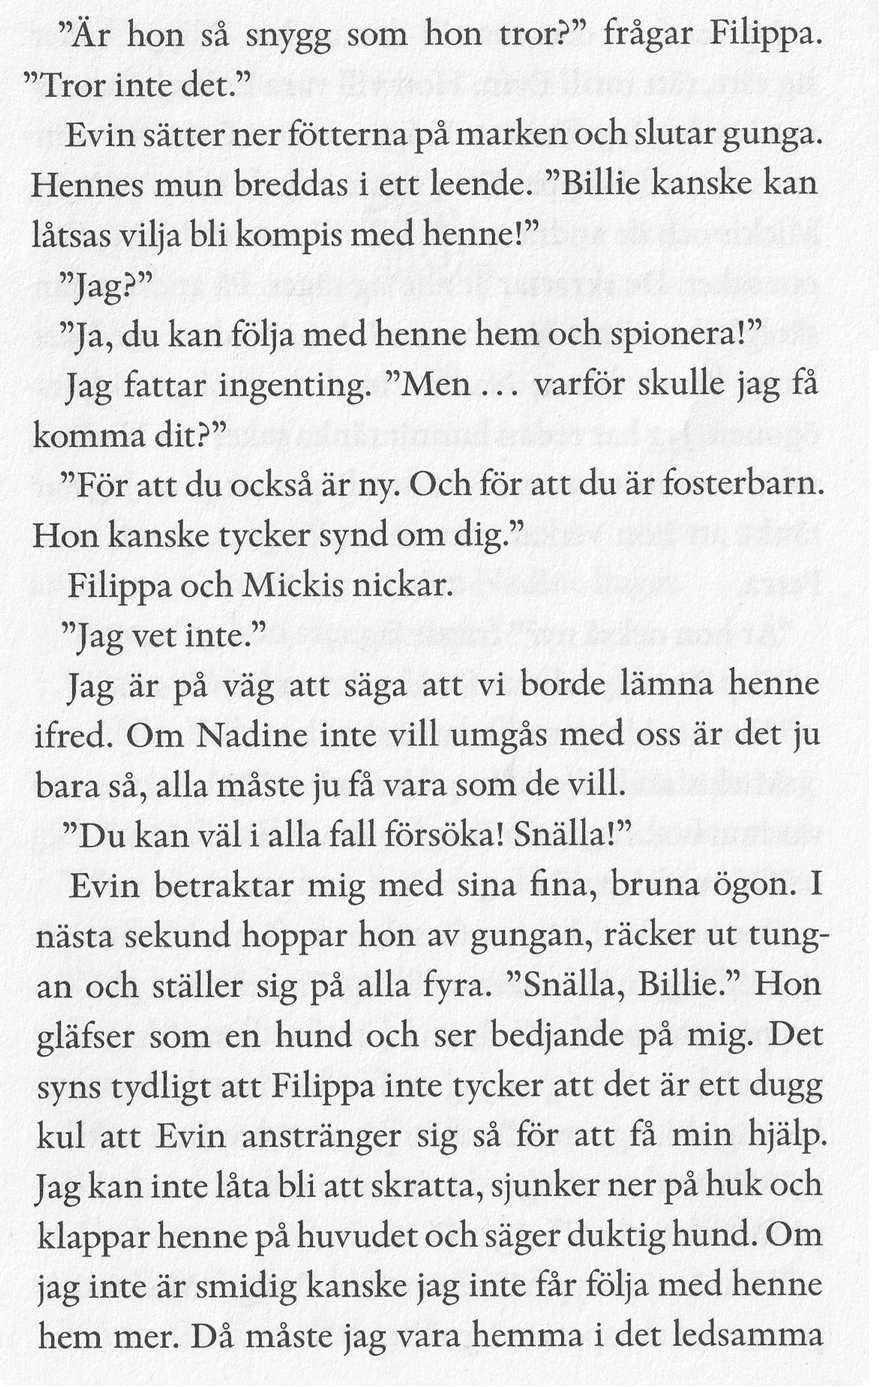 ”Är hon så snygg som hon tror?” frågar Filippa.
”Tror inte det.”
Evin sätter ner fötterna på marken och slutar gunga.
Hennes mun breddas i ett leende. ”Billie kanske kan
låtsas vilja bli kompis med henne!”
”Jag?”
”Ja, du kan följa med henne hem och spionera!”
Jag fattar ingenting. ”Men ... varför skulle jag få
komma dit?”
”För att du också är ny. Och för att du är fosterbarn.
Hon kanske tycker synd om dig.”
Filippa och Mickis nickar.
”Jag vet inte.”
Jag är på väg att säga att vi borde lämna henne
ifred. Om Nadine inte vill umgås med oss är det ju
bara så, alla måste ju få vara som de vill.
”Du kan väl i alla fall försöka! Snälla!”
Evin betraktar mig med sina fina, bruna ögon. I
nästa sekund hoppar hon av gungan, räcker ut tung-
an och ställer sig på alla fyra. ”Snälla, Billie.” Hon
gläfser som en hund och ser bedjande på mig. Det
syns tydligt att Filippa inte tycker att det är ett dugg
kul att Evin anstränger sig så för att få min hjälp.
Jag kan inte låta bli att skratta, sjunker ner på huk och
klappar henne på huvudet och säger duktig hund. Om
jag inte är smidig kanske jag inte får följa med henne
hem mer. Då måste jag vara hemma i det ledsamma